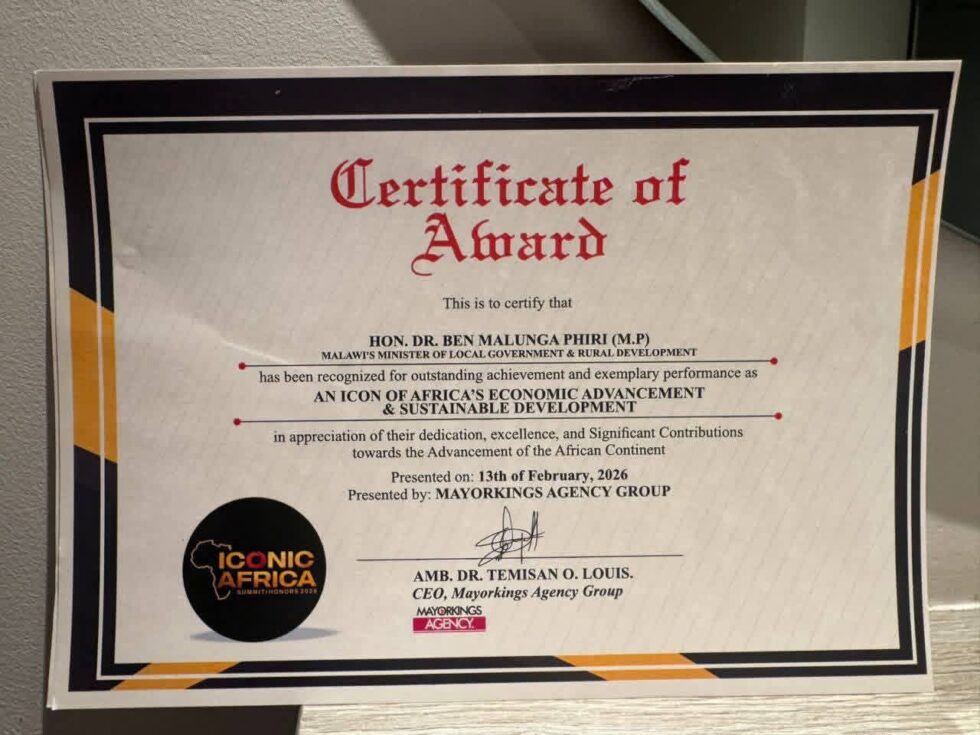 Certificate of
Award
This is to certify that
HON. DR. BEN MALUNGA PHIRI (M.P)
MALAWI'S MINISTER OF LOCAL GOVERNMENT & RURAL DEVELOPMENT
has been recognized for outstanding achievement and exemplary performance as
AN ICON OF AFRICA'S ECONOMIC ADVANCEMENT
& SUSTAINABLE DEVELOPMENT
in appreciation of their dedication, excellence, and Significant Contributions
towards the Advancement of the African Continent
Presented on: 13th of February, 2026
Presented by: MAYORKINGS AGENCY GROUP
AMB. DR. TEMISAN O. LOUIS.
CEO, Mayorkings Agency Group
MAYORKINGS
AGENCY.
ICONIC
AFRICA
SUMMIT/HONORS 2026